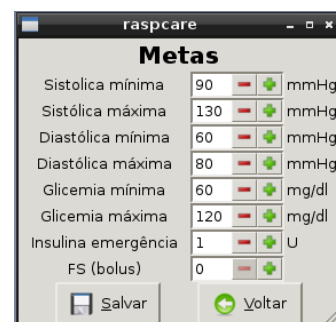 raspcare
Metas
Sistolica mínima 90 mmHg
Sistólica máxima 130 mmHg
Diastólica mínima 60 mmHg
Diastólica máxima 80 mmHg
Glicemia mínima 60 mg/dl
Glicemia máxima 120 mg/dl
Insulina emergência 1 U
FS (bolus) 0
Salvar Voltar